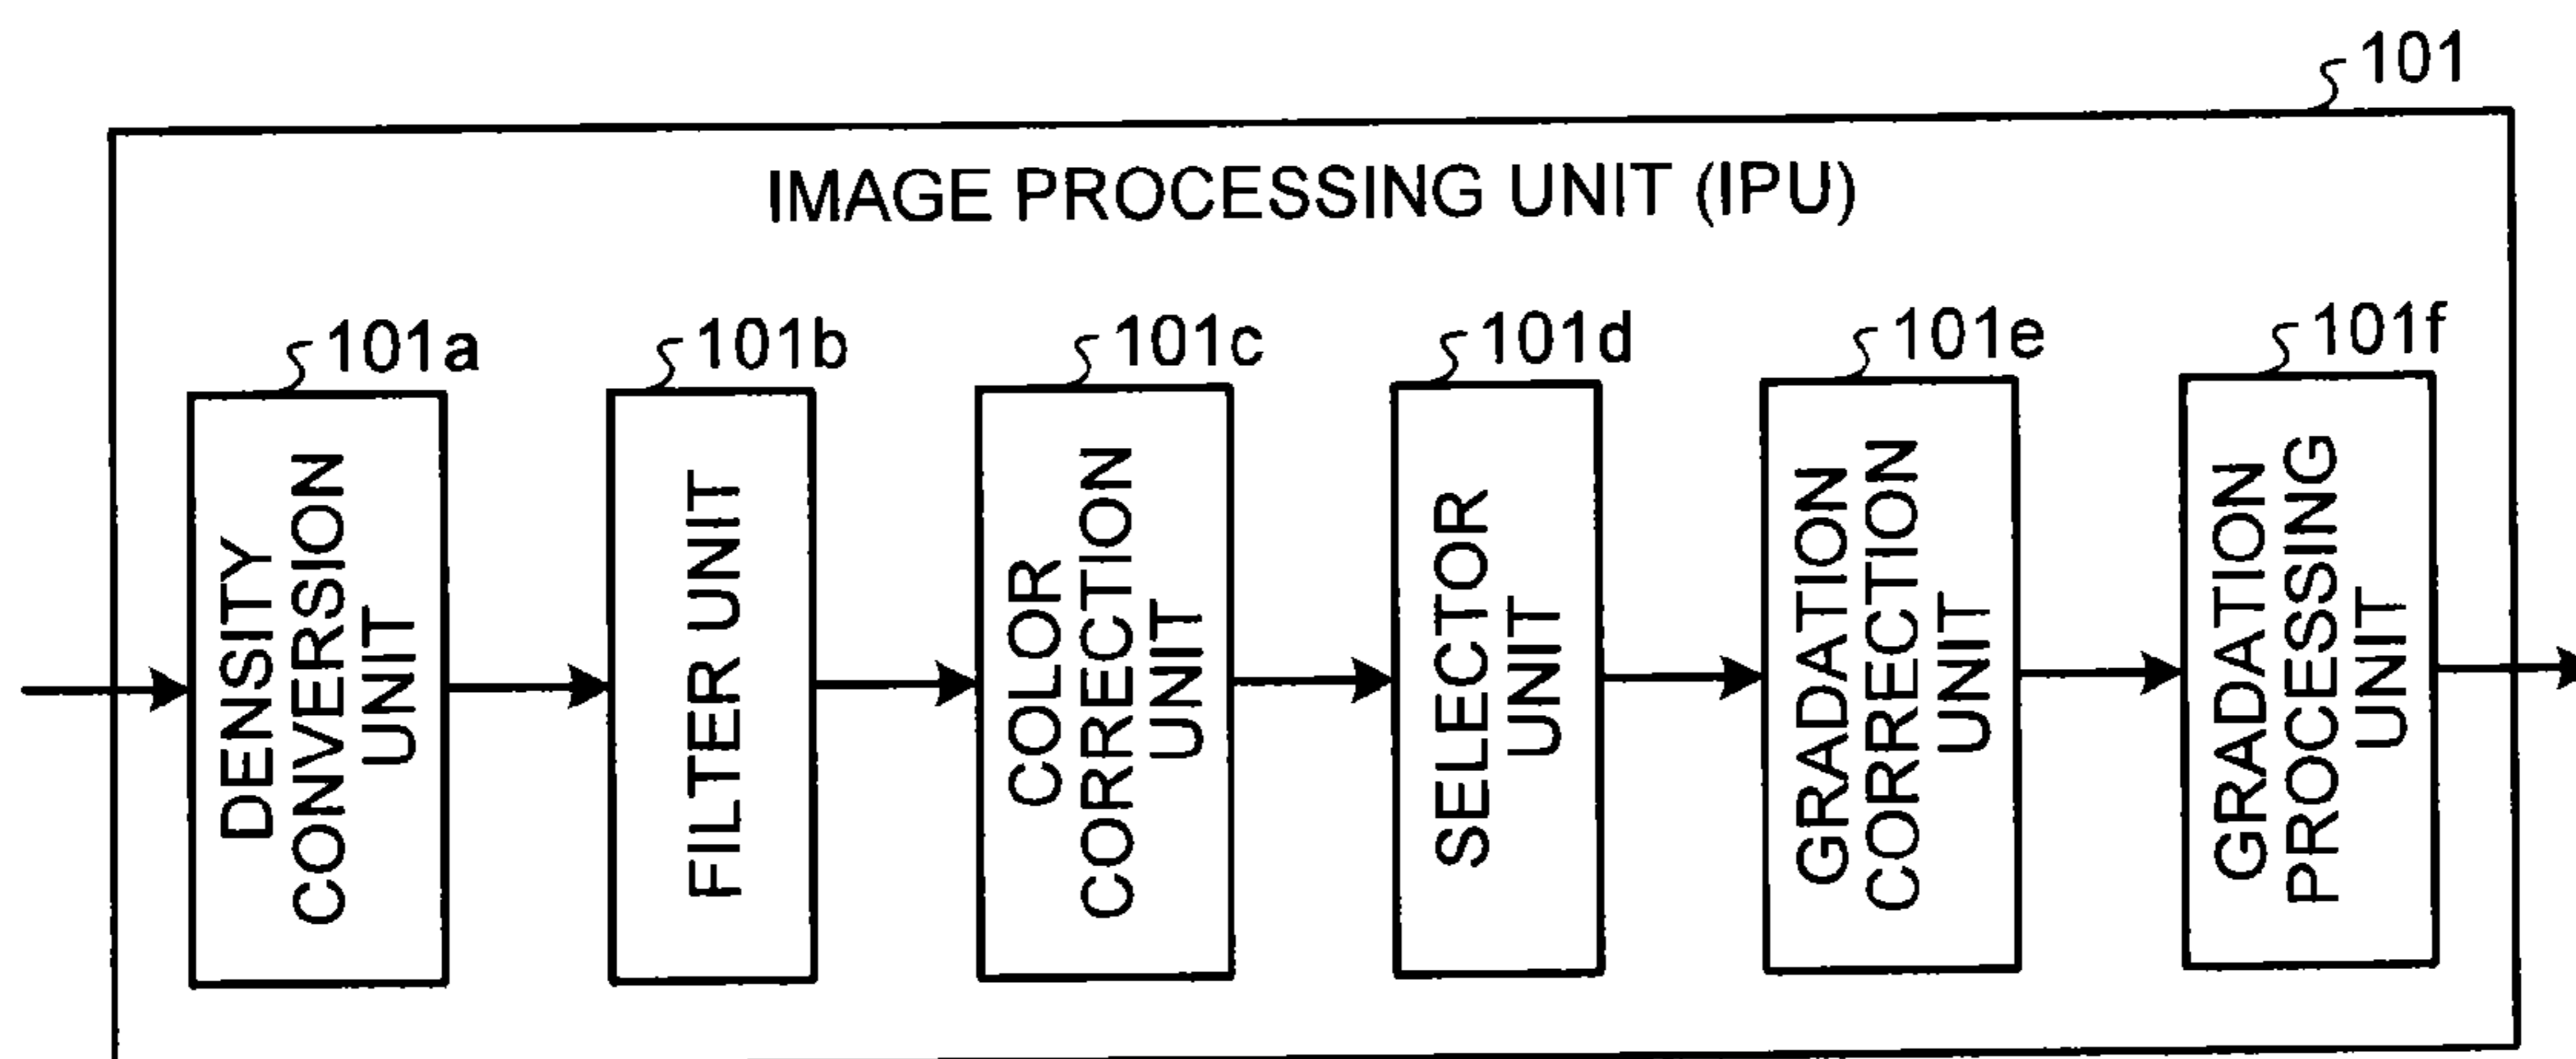 101
IMAGE PROCESSING UNIT (IPU)
101a
DENSITY
CONVERSION
UNIT
101b
FILTER UNIT
101c
COLOR
CORRECTION
UNIT
101d
SELECTOR
UNIT
101e
GRADATION
CORRECTION
UNIT
101f
GRADATION
PROCESSING
UNIT